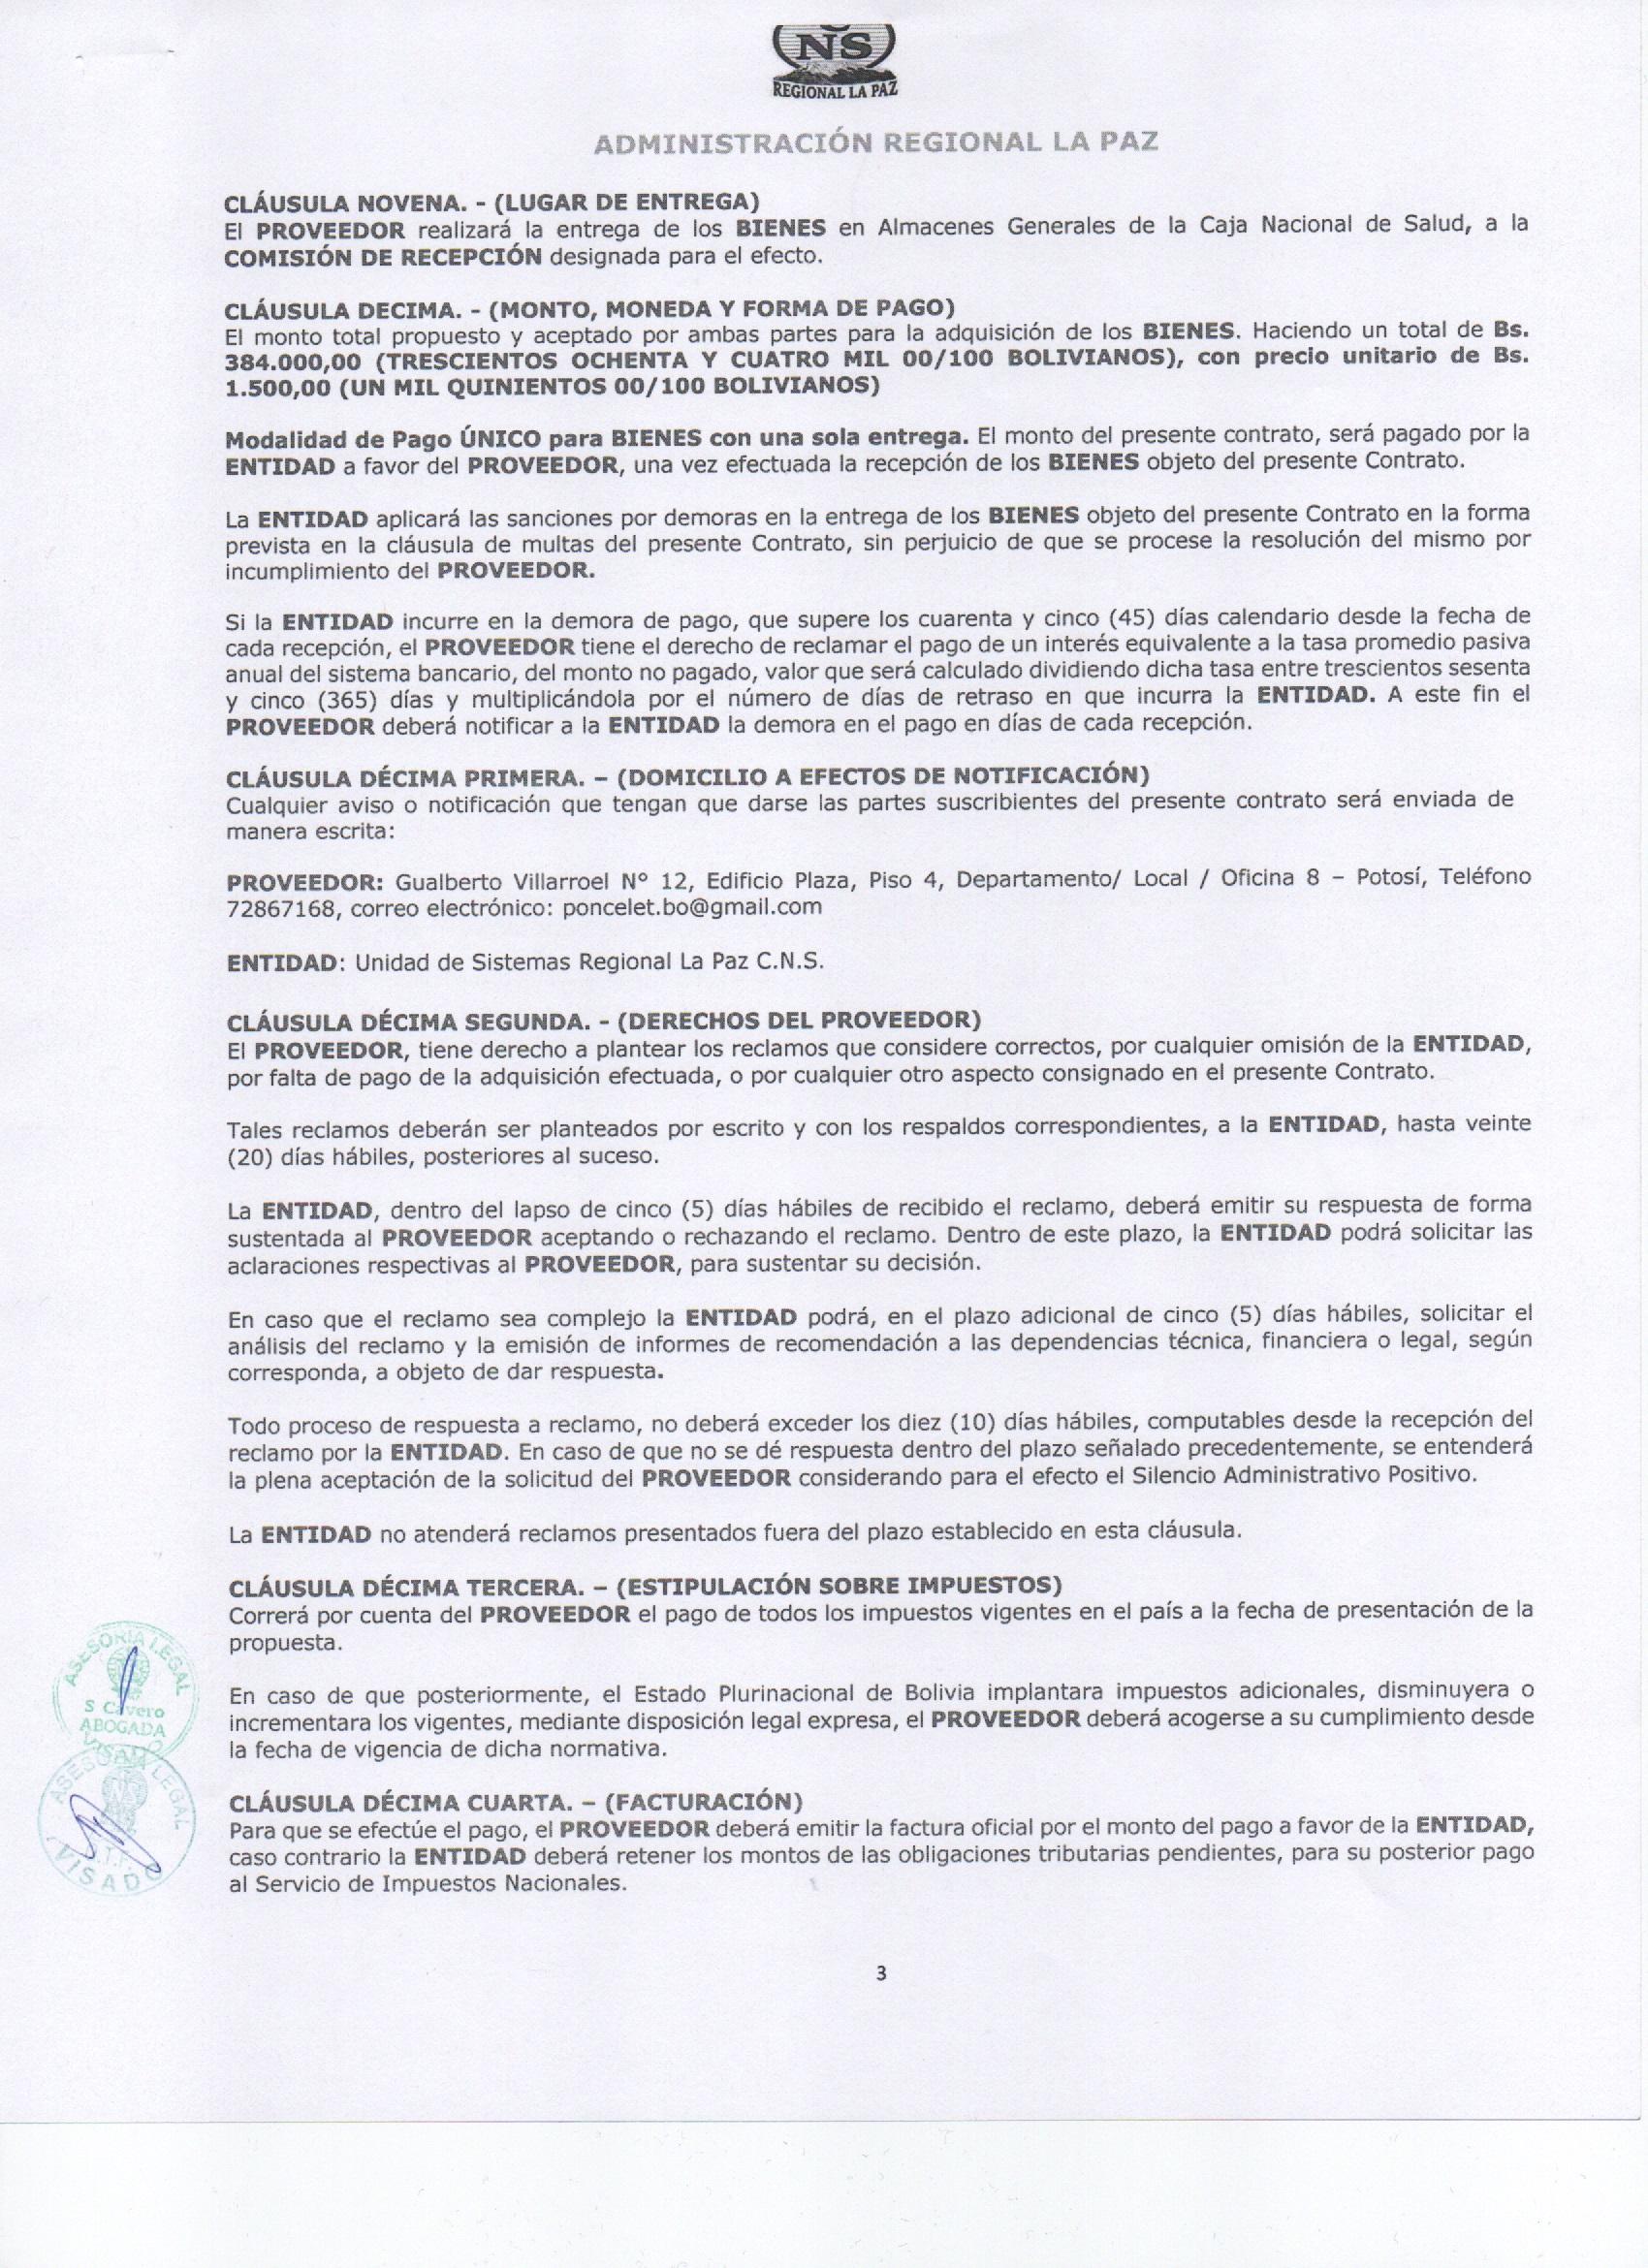 NS
REGIONAL LA PAZ
ADMINISTRACIÓN REGIONAL LA PAZ
CLÁUSULA NOVENA. - (LUGAR DE ENTREGA)
El PROVEEDOR realizará la entrega de los BIENES en Almacenes Generales de la Caja Nacional de Salud, a la
COMISIÓN DE RECEPCIÓN designada para el efecto.
CLÁUSULA DECIMA. - (MONTO, MONEDA Y FORMA DE PAGO)
El monto total propuesto y aceptado por ambas partes para la adquisición de los BIENES. Haciendo un total de Bs.
384.000,00 (TRESCIENTOS OCHENTA Y CUATRO MIL 00/100 BOLIVIANOS), con precio unitario de Bs.
1.500,00 (UN MIL QUINIENTOS 00/100 BOLIVIANOS)
Modalidad de Pago ÚNICO para BIENES con una sola entrega. El monto del presente contrato, será pagado por la
ENTIDAD a favor del PROVEEDOR, una vez efectuada la recepción de los BIENES objeto del presente Contrato.
La ENTIDAD aplicará las sanciones por demoras en la entrega de los BIENES objeto del presente Contrato en la forma
prevista en la cláusula de multas del presente Contrato, sin perjuicio de que se procese la resolución del mismo por
incumplimiento del PROVEEDOR.
Si la ENTIDAD incurre en la demora de pago, que supere los cuarenta y cinco (45) días calendario desde la fecha de
cada recepción, el PROVEEDOR tiene el derecho de reclamar el pago de un interés equivalente a la tasa promedio pasiva
anual del sistema bancario, del monto no pagado, valor que será calculado dividiendo dicha tasa entre trescientos sesenta
y cinco (365) días y multiplicándola por el número de días de retraso en que incurra la ENTIDAD. A este fin el
PROVEEDOR deberá notificar a la ENTIDAD la demora en el pago en días de cada recepción.
CLÁUSULA DÉCIMA PRIMERA. – (DOMICILIO A EFECTOS DE NOTIFICACIÓN)
Cualquier aviso o notificación que tengan que darse las partes suscribientes del presente contrato será enviada de
manera escrita:
PROVEEDOR: Gualberto Villarroel N° 12, Edificio Plaza, Piso 4, Departamento/ Local / Oficina 8 – Potosí, Teléfono
72867168, correo electrónico: poncelet.bo@gmail.com
ENTIDAD: Unidad de Sistemas Regional La Paz C.N.S.
CLÁUSULA DÉCIMA SEGUNDA. - (DERECHOS DEL PROVEEDOR)
El PROVEEDOR, tiene derecho a plantear los reclamos que considere correctos, por cualquier omisión de la ENTIDAD,
por falta de pago de la adquisición efectuada, o por cualquier otro aspecto consignado en el presente Contrato.
Tales reclamos deberán ser planteados por escrito y con los respaldos correspondientes, a la ENTIDAD, hasta veinte
(20) días hábiles, posteriores al suceso.
La ENTIDAD, dentro del lapso de cinco (5) días hábiles de recibido el reclamo, deberá emitir su respuesta de forma
sustentada al PROVEEDOR aceptando o rechazando el reclamo. Dentro de este plazo, la ENTIDAD podrá solicitar las
aclaraciones respectivas al PROVEEDOR, para sustentar su decisión.
En caso que el reclamo sea complejo la ENTIDAD podrá, en el plazo adicional de cinco (5) días hábiles, solicitar el
análisis del reclamo y la emisión de informes de recomendación a las dependencias técnica, financiera o legal, según
corresponda, a objeto de dar respuesta.
Todo proceso de respuesta a reclamo, no deberá exceder los diez (10) días hábiles, computables desde la recepción del
reclamo por la ENTIDAD. En caso de que no se dé respuesta dentro del plazo señalado precedentemente, se entenderá
la plena aceptación de la solicitud del PROVEEDOR considerando para el efecto el Silencio Administrativo Positivo.
La ENTIDAD no atenderá reclamos presentados fuera del plazo establecido en esta cláusula.
CLÁUSULA DÉCIMA TERCERA. – (ESTIPULACIÓN SOBRE IMPUESTOS)
Correrá por cuenta del PROVEEDOR el pago de todos los impuestos vigentes en el país a la fecha de presentación de la
propuesta.
En caso de que posteriormente, el Estado Plurinacional de Bolivia implantara impuestos adicionales, disminuyera o
incrementara los vigentes, mediante disposición legal expresa, el PROVEEDOR deberá acogerse a su cumplimiento desde
la fecha de vigencia de dicha normativa.
CLÁUSULA DÉCIMA CUARTA. – (FACTURACIÓN)
Para que se efectúe el pago, el PROVEEDOR deberá emitir la factura oficial por el monto del pago a favor de la ENTIDAD,
caso contrario la ENTIDAD deberá retener los montos de las obligaciones tributarias pendientes, para su posterior pago
al Servicio de Impuestos Nacionales.
ASESORIA LEGAL
ABOGADA
VISADO
LEGAL
VISADO
3